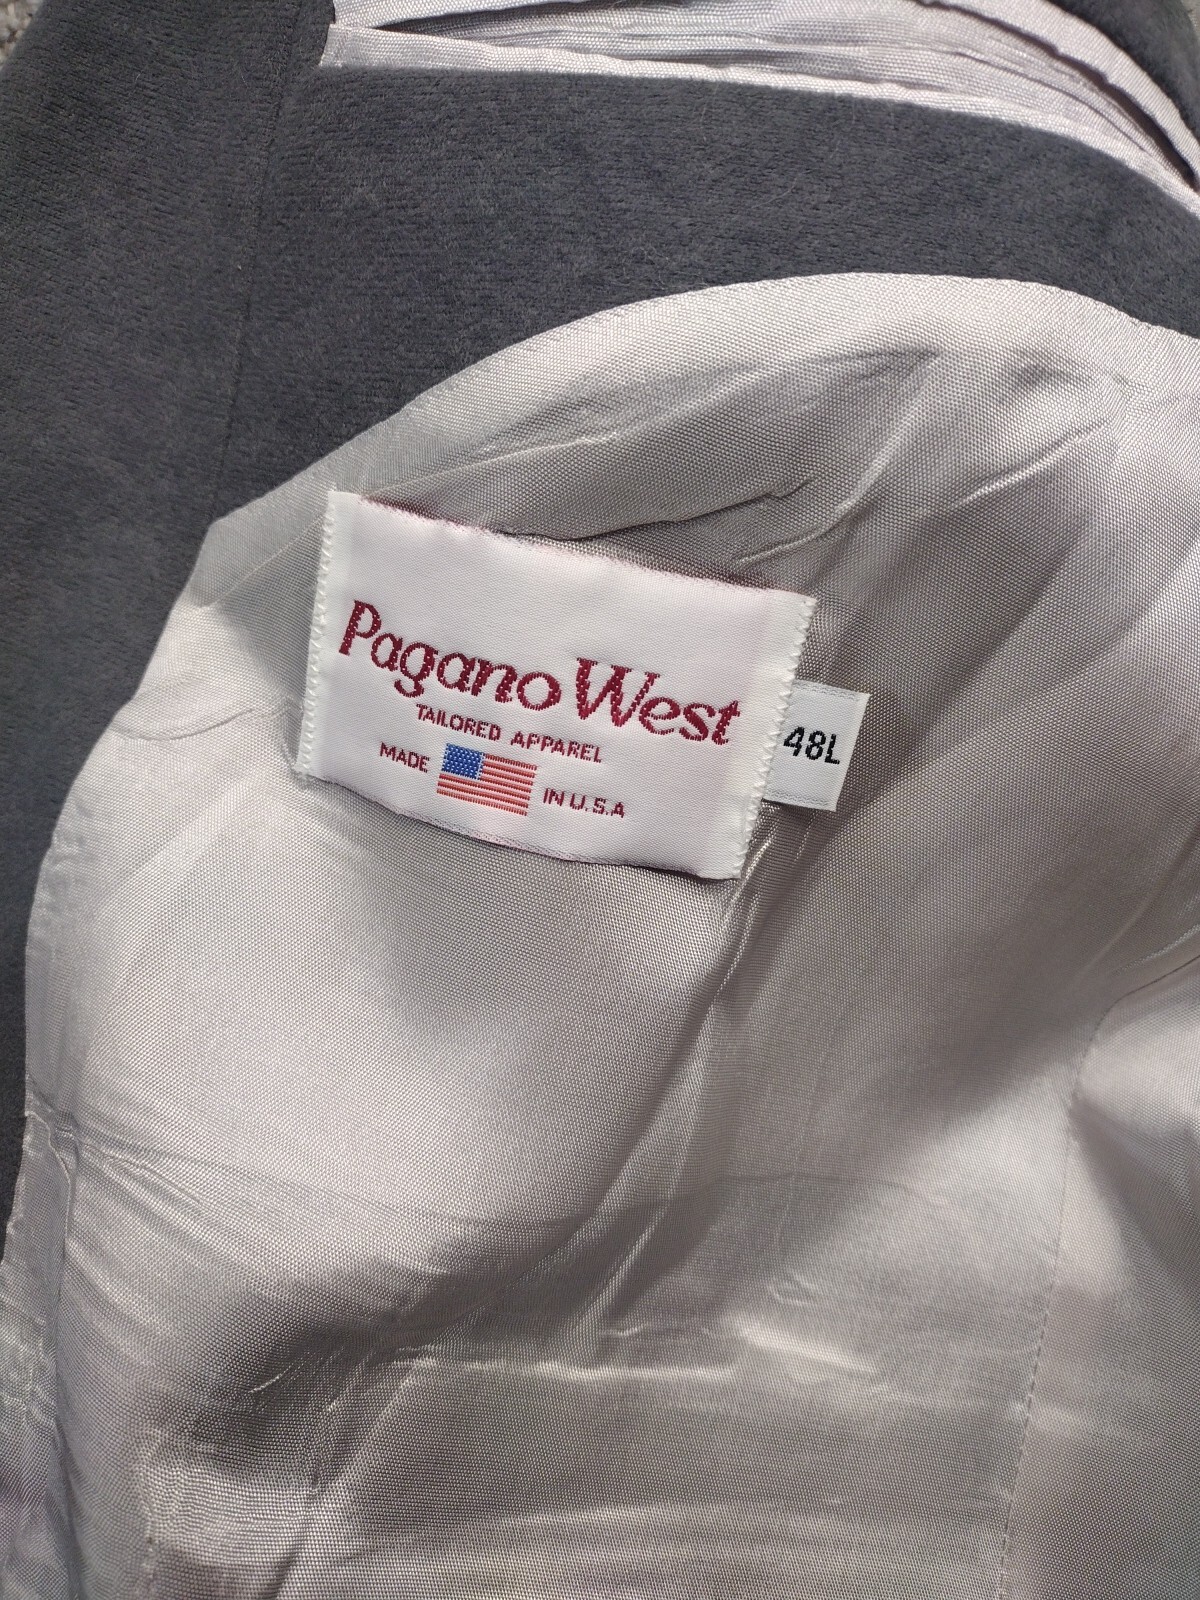 Pagano West
TAILORED APPAREL
MADE IN U.S.A
48L